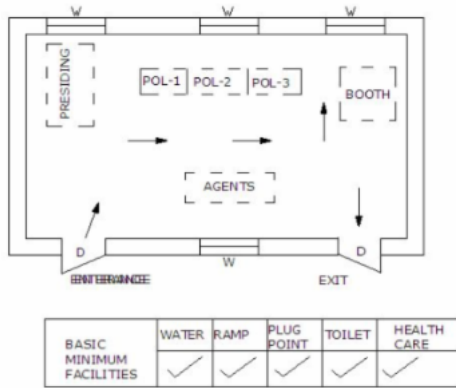 W W W
PRESIDING
POL-1 POL-2 POL-3
BOOTH
AGENTS
D D
W
EXIT
BASIC MINIMUM FACILITIES
WATER
RAMP
PLUG POINT
TOILET
HEALTH CARE